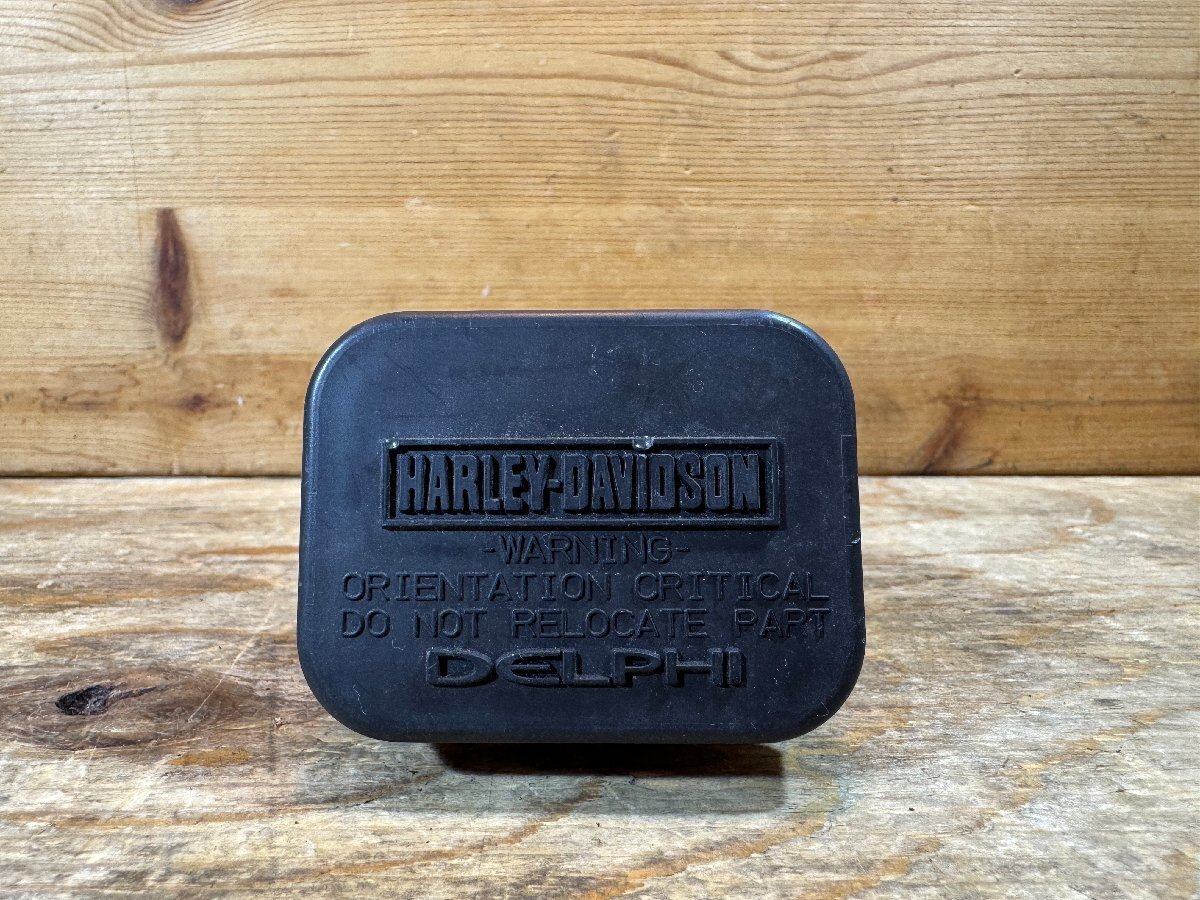 HARLEY-DAVIDSON
-WARNING-
ORIENTATION CRITICAL
DO NOT RELOCATE PART
DELPHI